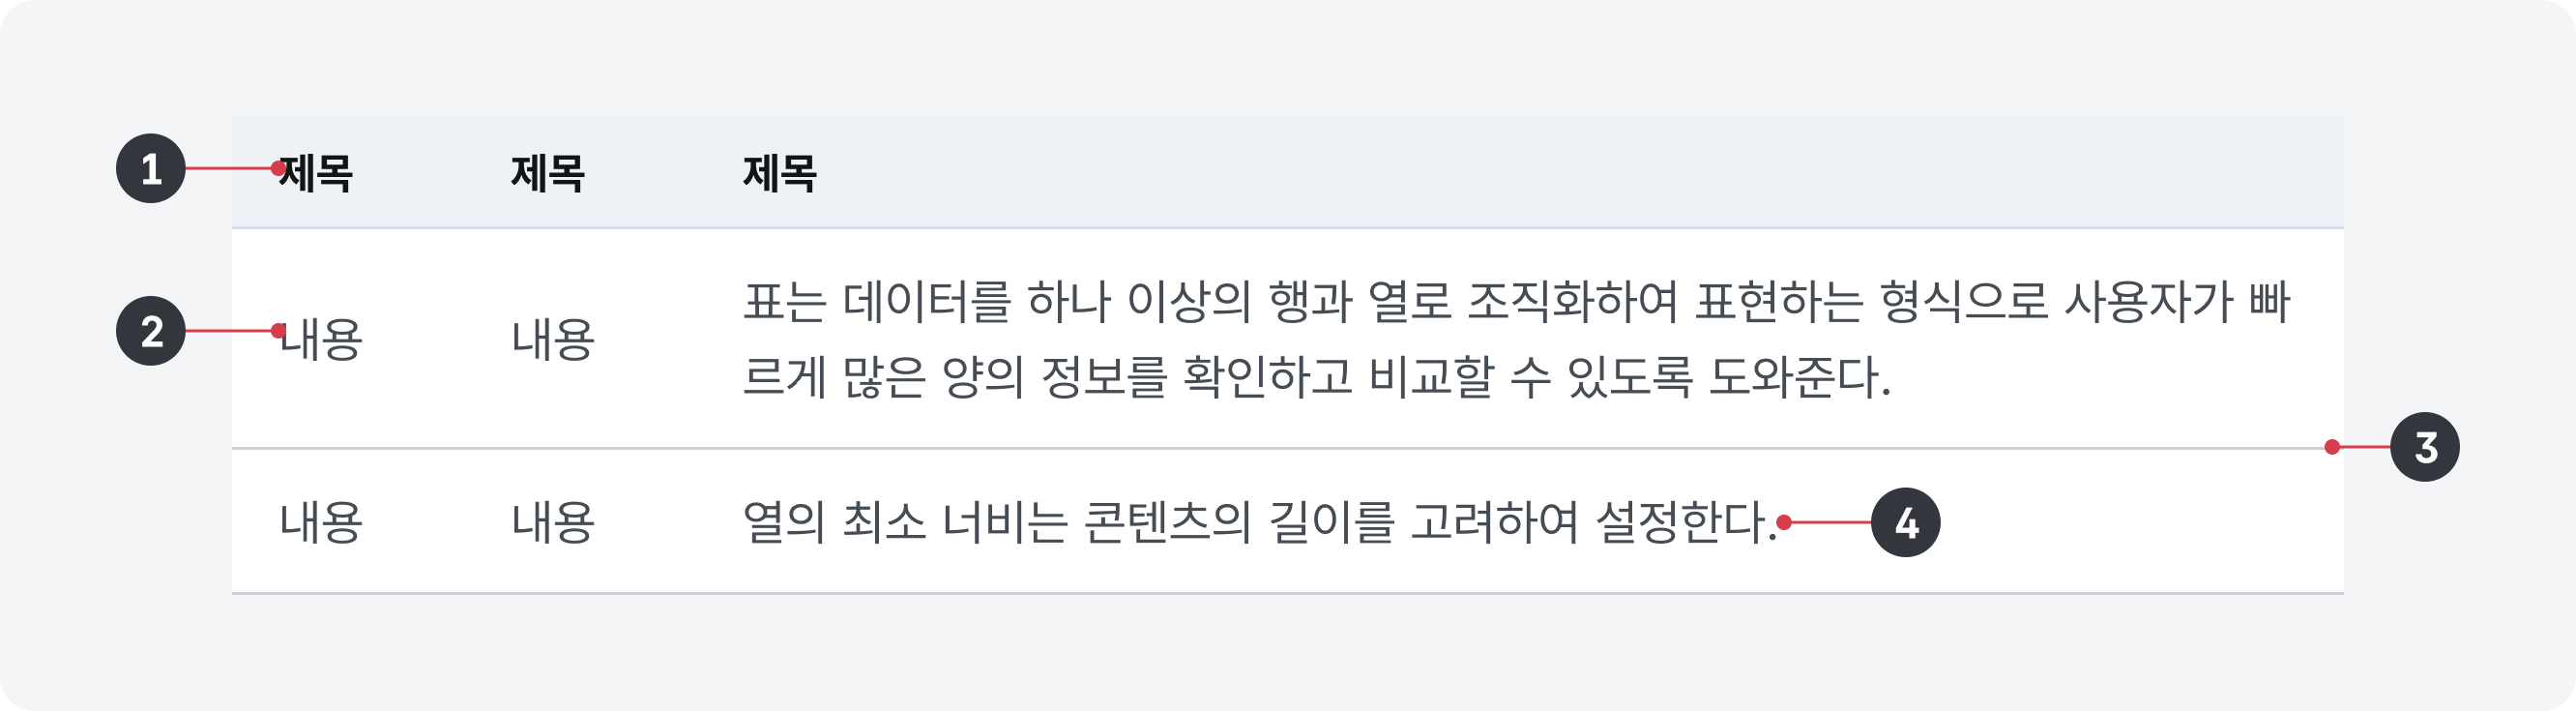 1 제목 제목 제목
표는 데이터를 하나 이상의 행과 열로 조직화하여 표현하는 형식으로 사용자가 빠
2 내용 내용
르게 많은 양의 정보를 확인하고 비교할 수 있도록 도와준다.
3
내용 내용 열의 최소 너비는 콘텐츠의 길이를 고려하여 설정한다. 4